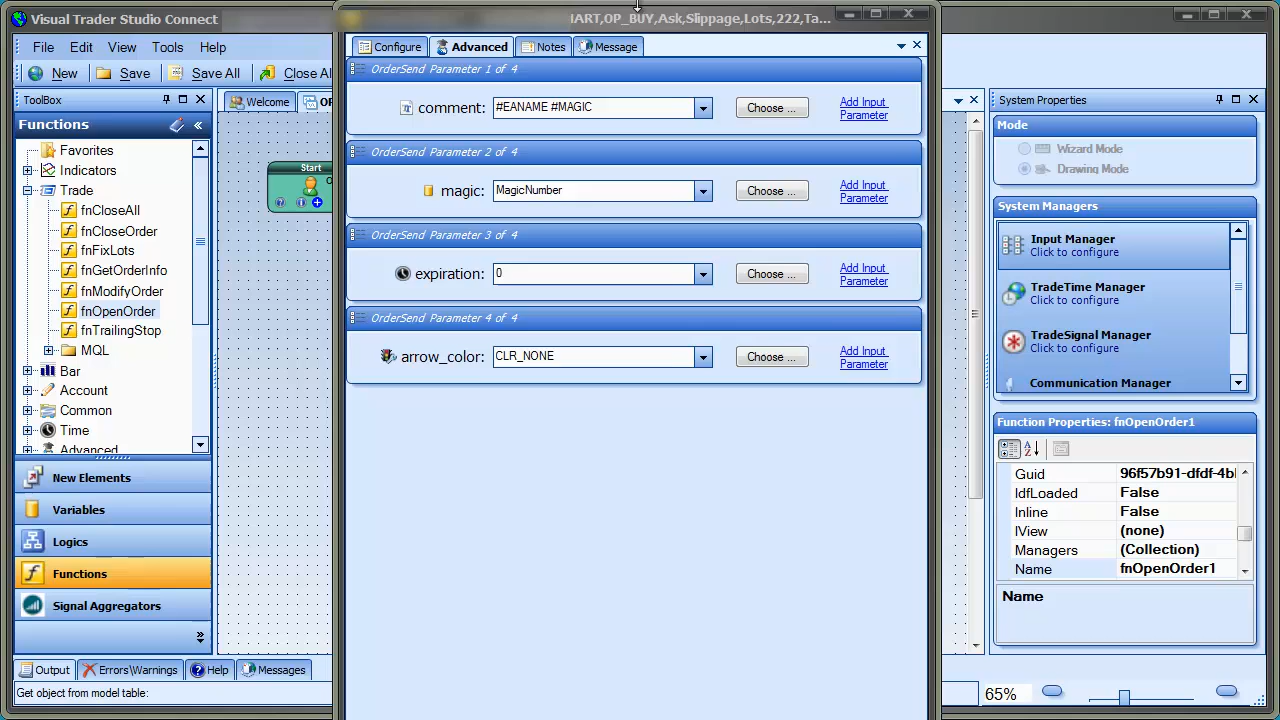 Visual Trader Studio Connect
File Edit View Tools Help
New Save Save All Close Al
ToolBox
Functions
Favorites
Indicators
Trade
fnCloseAll
fnCloseOrder
fnFixLots
fnGetOrderInfo
fnModifyOrder
fnOpenOrder
fnTrailingStop
MQL
Bar
Account
Common
Time
Advanced
New Elements
Variables
Logics
Functions
Signal Aggregators
Output Errors\Warnings Help Messages
Get object from model table:
Welcome OP
Start
IART,OP_BUY,Ask,Slippage,Lots,222,Ta...
Configure Advanced Notes Message
OrderSend Parameter 1 of 4
comment: #EANAME #MAGIC Choose ... Add Input
Parameter
OrderSend Parameter 2 of 4
magic: MagicNumber Choose ... Add Input
Parameter
OrderSend Parameter 3 of 4
expiration: 0 Choose ... Add Input
Parameter
OrderSend Parameter 4 of 4
arrow_color: CLR_NONE Choose ... Add Input
Parameter
System Properties
Mode
Wizard Mode
Drawing Mode
System Managers
Input Manager
Click to configure
TradeTime Manager
Click to configure
TradeSignal Manager
Click to configure
Communication Manager
Function Properties: fnOpenOrder1
Guid 96f57b91-dfdf-4b
IdfLoaded False
Inline False
IView (none)
Managers (Collection)
Name fnOpenOrder1
Name
65%